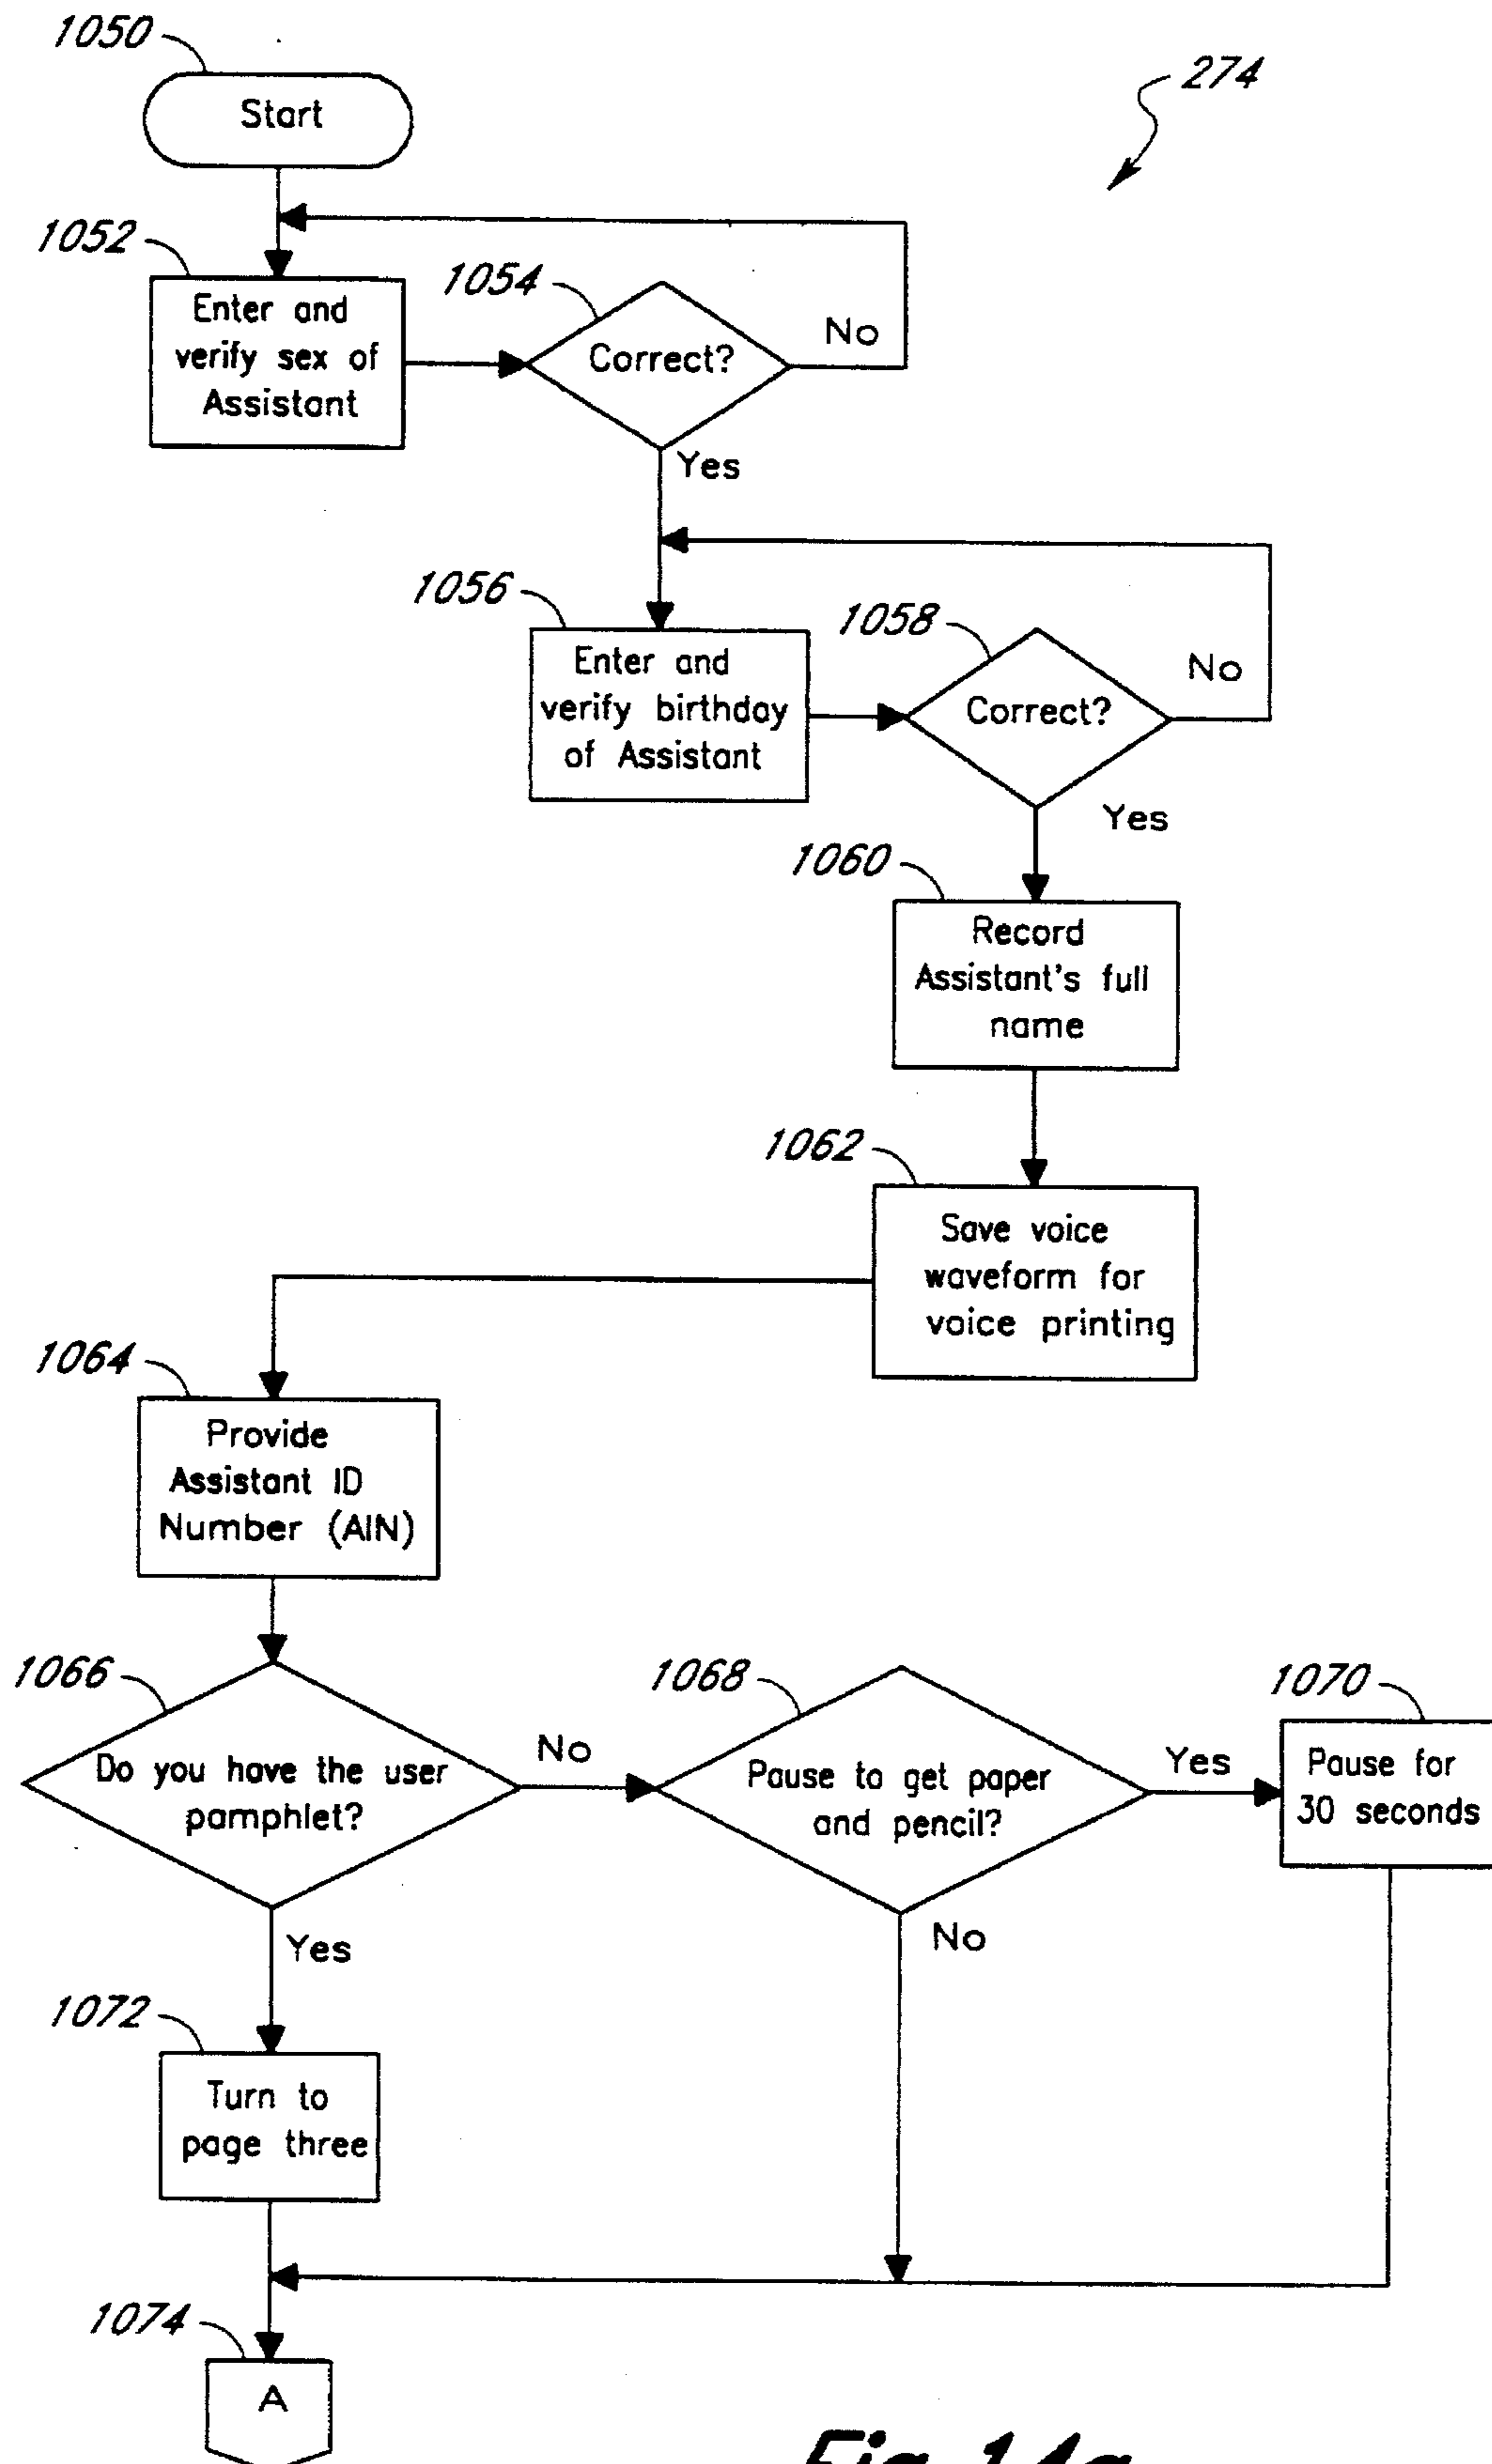 1050
Start
274
1052
Enter and
verify sex of
Assistant
1054
Correct?
No
Yes
1056
Enter and
verify birthday
of Assistant
1058
Correct?
No
Yes
1060
Record
Assistant's full
name
1062
Save voice
waveform for
voice printing
1064
Provide
Assistant ID
Number (AIN)
1066
Do you have the user
pamphlet?
No
1068
Pause to get paper
and pencil?
Yes
1070
Pause for
30 seconds
Yes
No
1072
Turn to
page three
1074
A
Fig. 14a